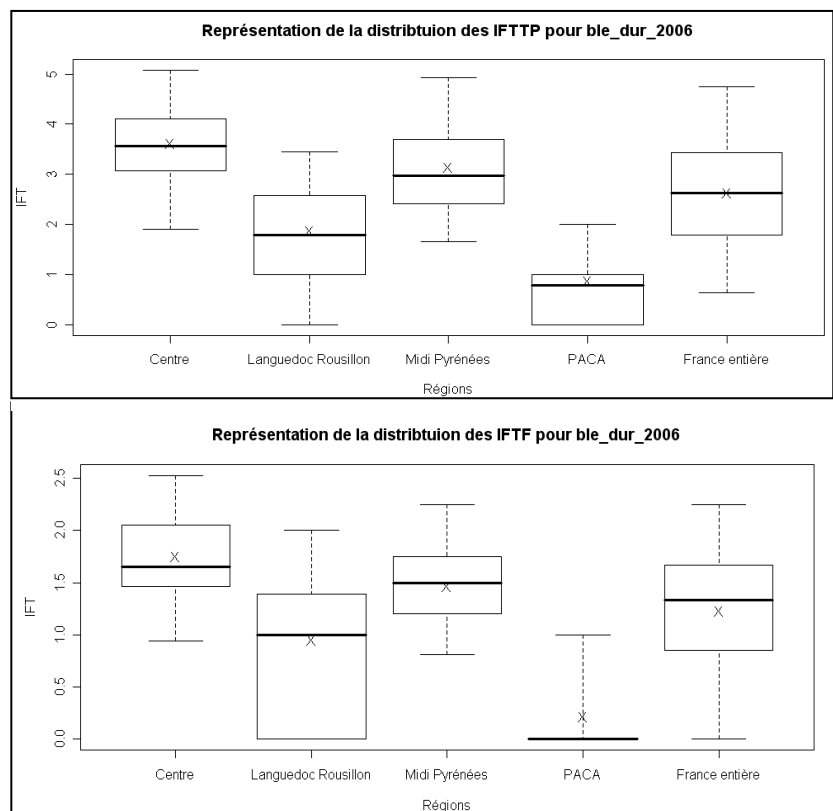 Représentation de la distribtuion des IFTTP pour ble_dur_2006
5
4
3
2
1
0
IFT
Centre
Languedoc Rousillon
Midi Pyrénées
PACA
France entière
Régions
Représentation de la distribtuion des IFTF pour ble_dur_2006
2.5
2.0
1.5
1.0
0.5
0.0
IFT
Centre
Languedoc Rousillon
Midi Pyrénées
PACA
France entière
Régions